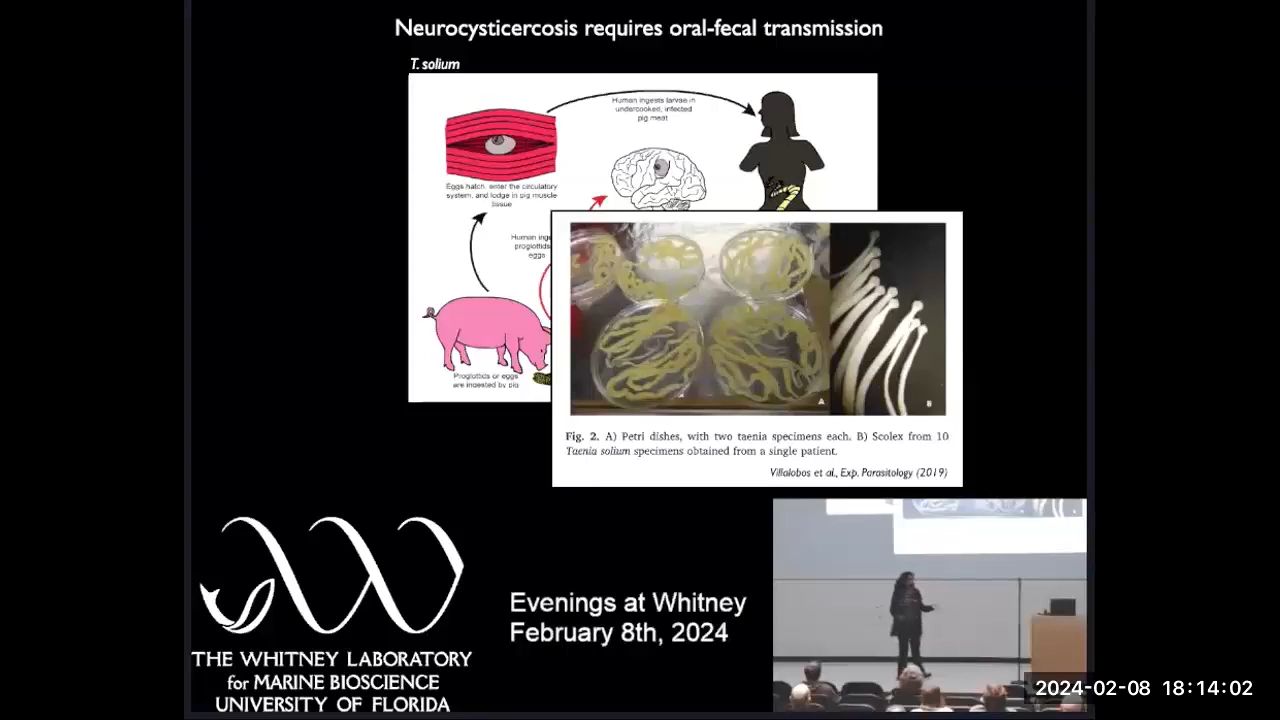 Neurocysticercosis requires oral-fecal transmission
T. solium
Human ingests larvae in
undercooked, infected
pig meat
Eggs hatch, enter the circulatory
system, and lodge in pig muscle
tissue
Human
proglottids
eggs
Proglottids or eggs
are ingested by pig
A
B
Fig. 2. A) Petri dishes, with two taenia specimens each. B) Scolex from 10
Taenia solium specimens obtained from a single patient.
Villalobos et al., Exp. Parasitology (2019)
Evenings at Whitney
February 8th, 2024
THE WHITNEY LABORATORY
for MARINE BIOSCIENCE
UNIVERSITY OF FLORIDA
2024-02-08 18:14:02